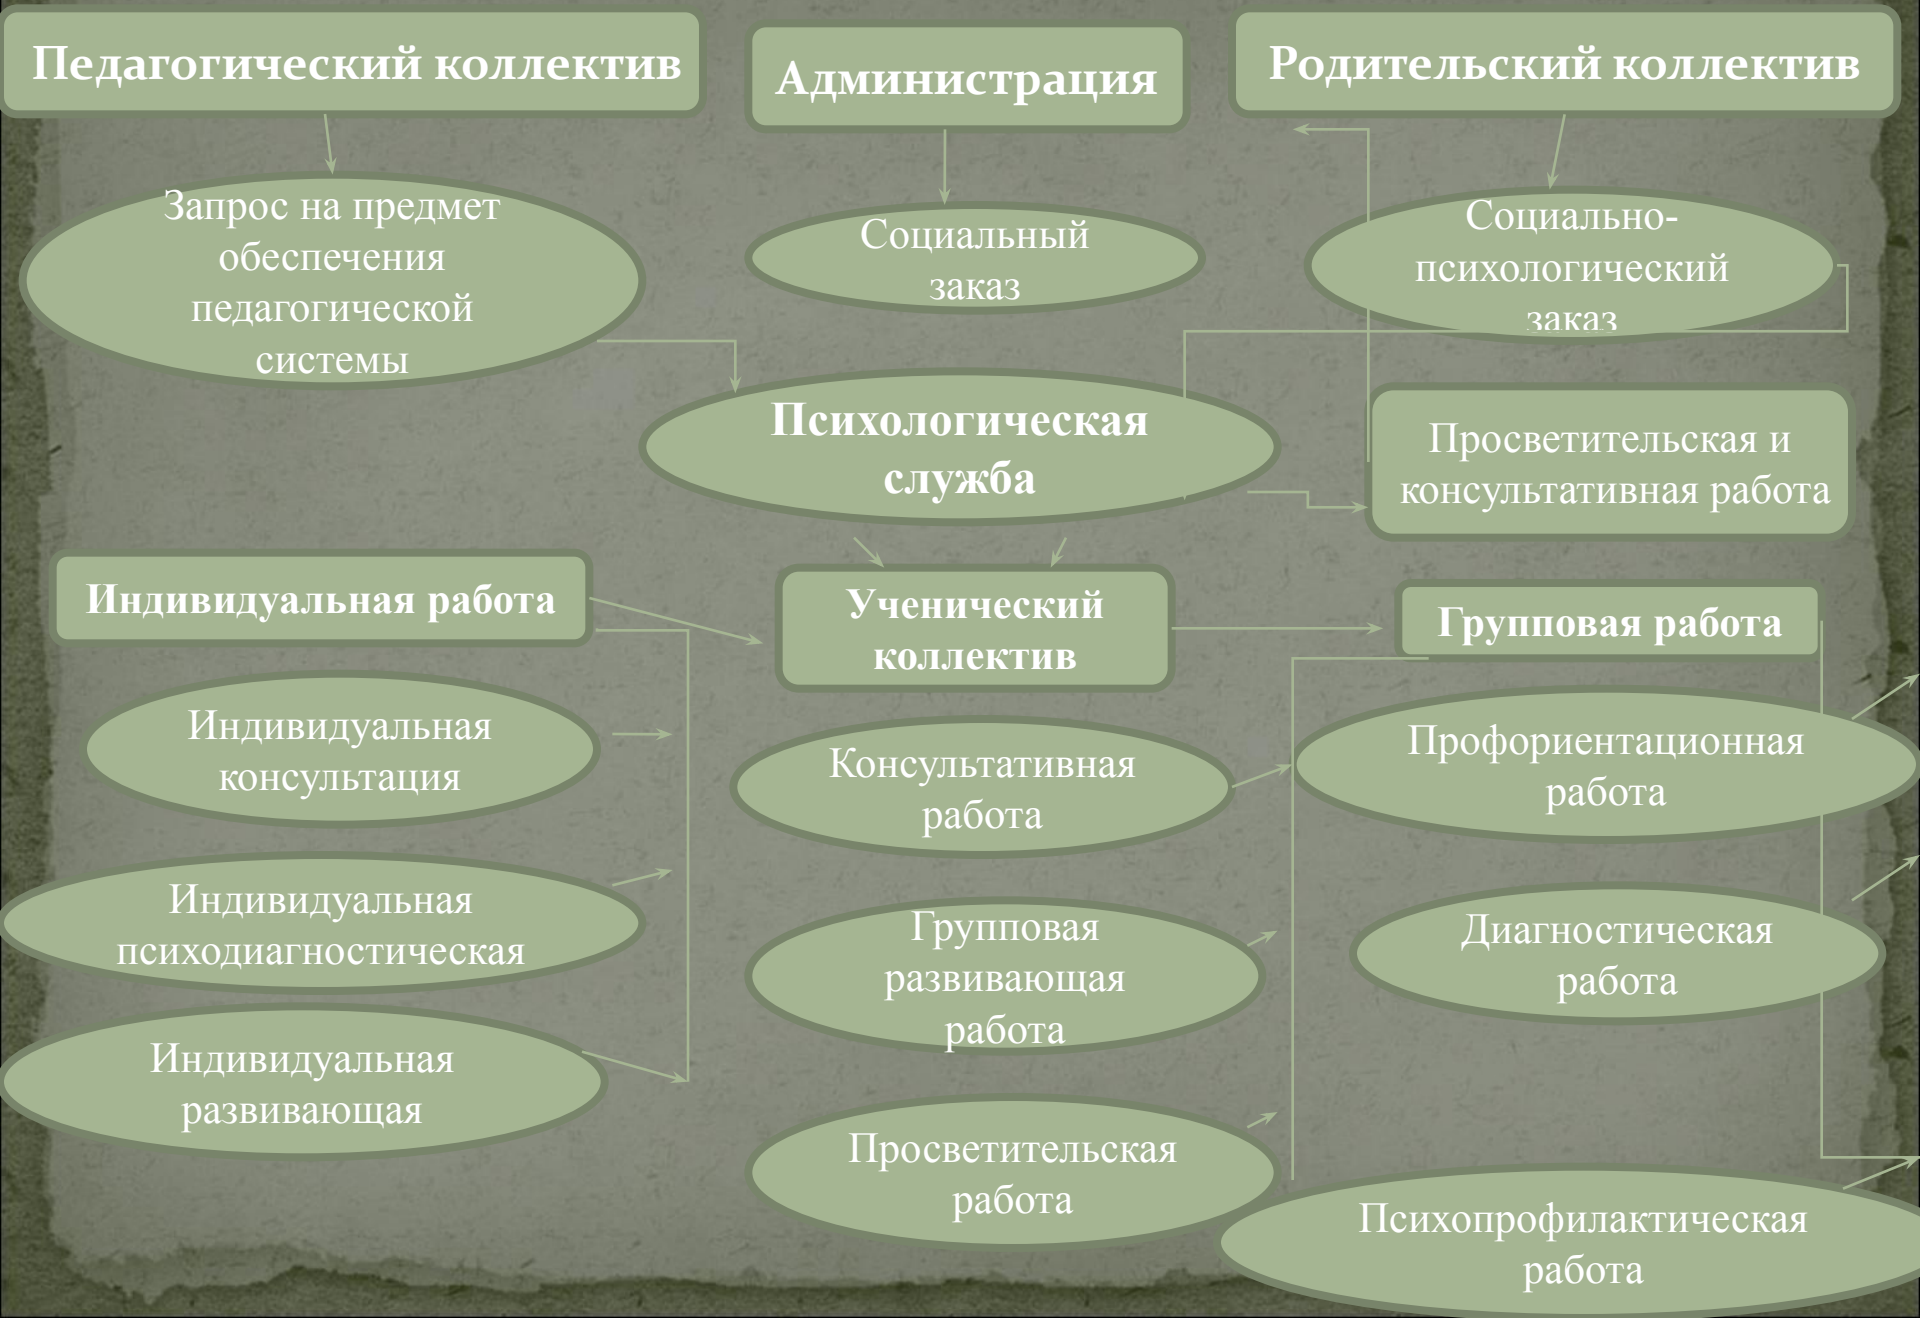 Педагогический коллектив
Администрация
Родительский коллектив
Запрос на предмет
обеспечения
педагогической
системы
Социальный
заказ
Социально-
психологический
заказ
Психологическая
служба
Просветительская и
консультативная работа
Индивидуальная работа
Ученический
коллектив
Групповая работа
Индивидуальная
консультация
Консультативная
работа
Профориентационная
работа
Индивидуальная
психодиагностическая
Групповая
развивающая
работа
Диагностическая
работа
Индивидуальная
развивающая
Просветительская
работа
Психопрофилактическая
работа